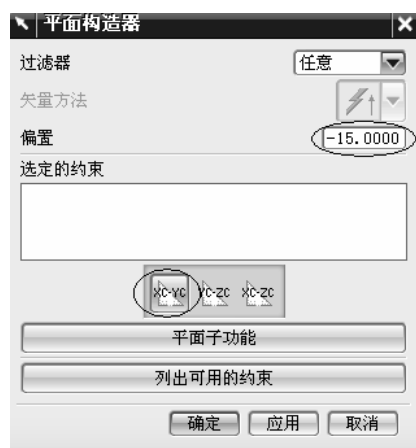 平面构造器
过滤器 任意
矢量方法
偏置 -15.0000
选定的约束
XC-YC YC-ZC XC-ZC
平面子功能
列出可用的约束
确定 应用 取消